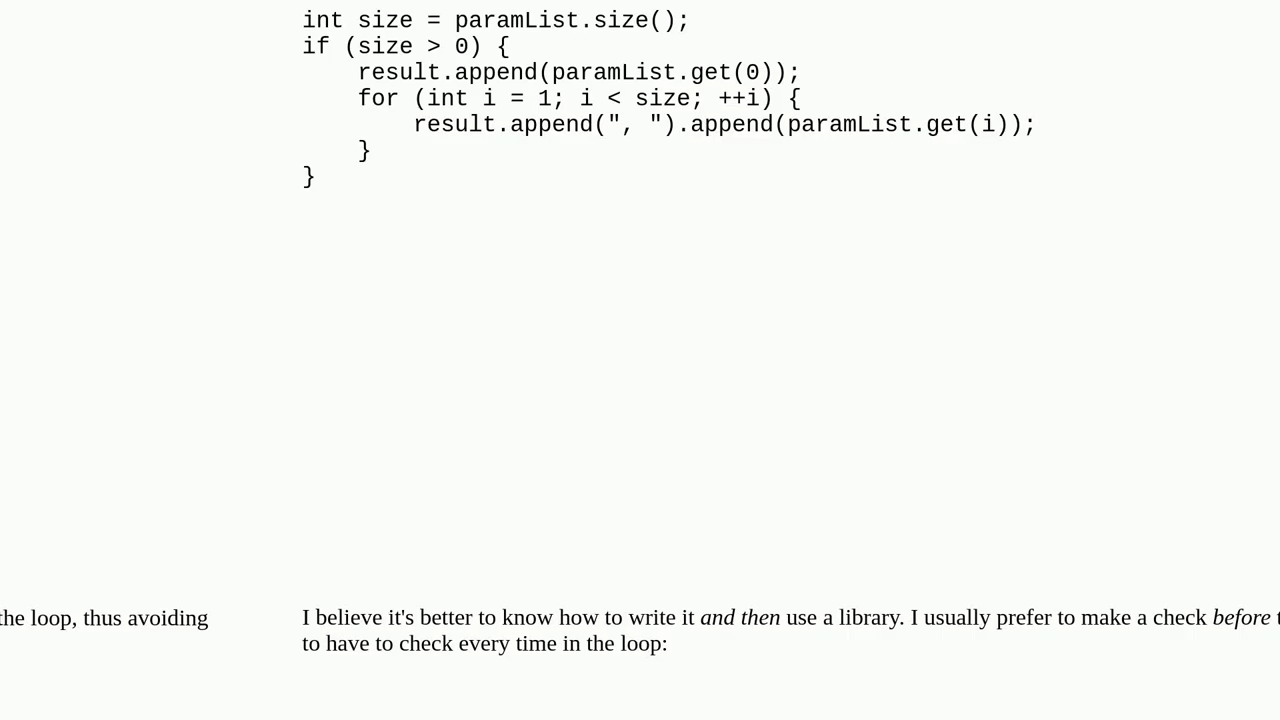 int size = paramList.size();
if (size > 0) {
    result.append(paramList.get(0));
    for (int i = 1; i < size; ++i) {
        result.append(", ").append(paramList.get(i));
    }
}
the loop, thus avoiding
I believe it's better to know how to write it and then use a library. I usually prefer to make a check before
to have to check every time in the loop: